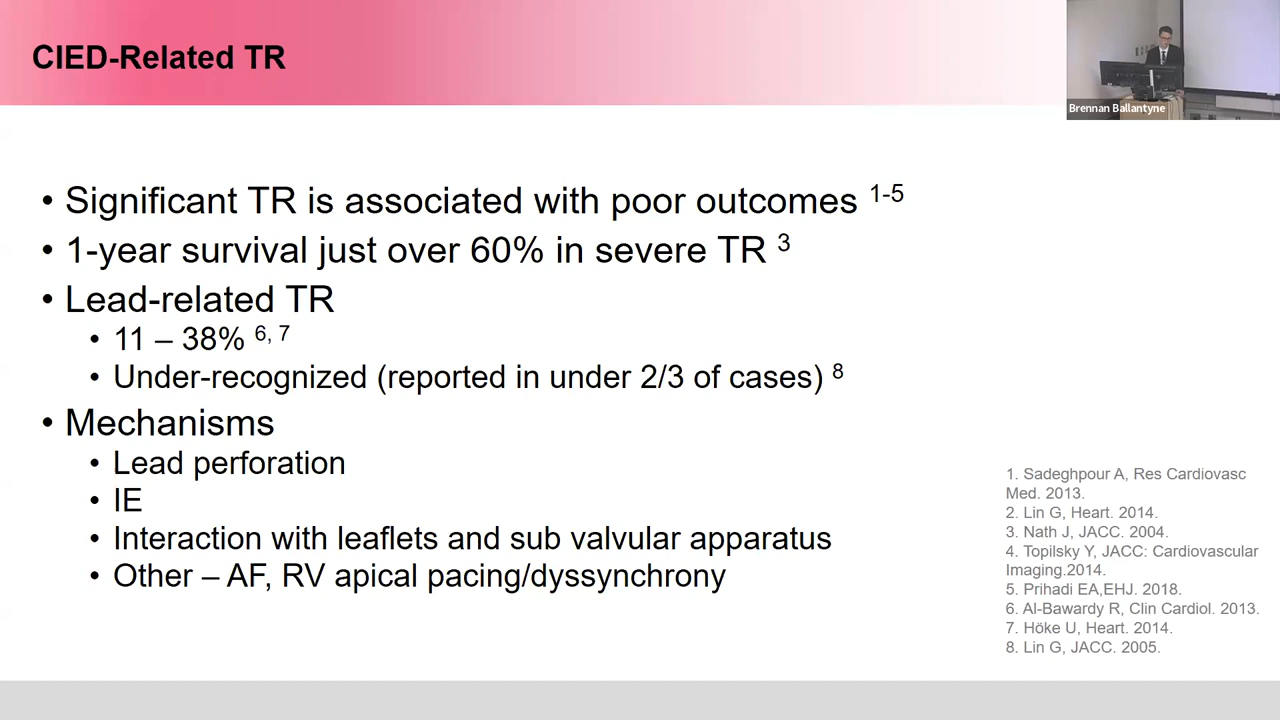 CIED-Related TR
Brennan Ballantyne
• Significant TR is associated with poor outcomes 1-5
• 1-year survival just over 60% in severe TR 3
• Lead-related TR
• 11 – 38% 6, 7
• Under-recognized (reported in under 2/3 of cases) 8
• Mechanisms
• Lead perforation
• IE
• Interaction with leaflets and sub valvular apparatus
• Other – AF, RV apical pacing/dyssynchrony
1. Sadeghpour A, Res Cardiovasc
Med. 2013.
2. Lin G, Heart. 2014.
3. Nath J, JACC. 2004.
4. Topilsky Y, JACC: Cardiovascular
Imaging.2014.
5. Prihadi EA,EHJ. 2018.
6. Al-Bawardy R, Clin Cardiol. 2013.
7. Höke U, Heart. 2014.
8. Lin G, JACC. 2005.